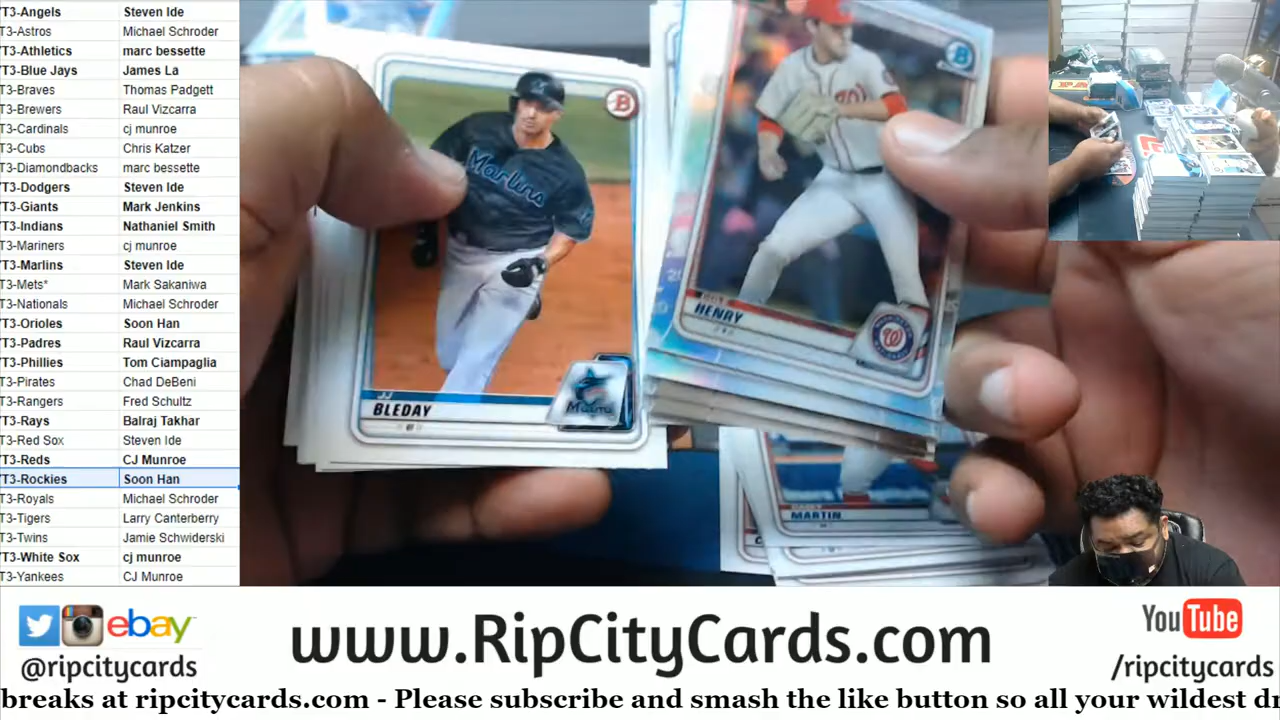 T3-Angels Steven Ide
T3-Astros Michael Schroder
T3-Athletics marc bessette
T3-Blue Jays James La
T3-Braves Thomas Padgett
T3-Brewers Raul Vizcarra
T3-Cardinals cj munroe
T3-Cubs Chris Katzer
T3-Diamondbacks marc bessette
T3-Dodgers Steven Ide
T3-Giants Mark Jenkins
T3-Indians Nathaniel Smith
T3-Mariners cj munroe
T3-Marlins Steven Ide
T3-Mets* Mark Sakaniwa
T3-Nationals Michael Schroder
T3-Orioles Soon Han
T3-Padres Raul Vizcarra
T3-Phillies Tom Ciampaglia
T3-Pirates Chad DeBeni
T3-Rangers Fred Schultz
T3-Rays Balraj Takhar
T3-Red Sox Steven Ide
T3-Reds CJ Munroe
T3-Rockies Soon Han
T3-Royals Michael Schroder
T3-Tigers Larry Canterberry
T3-Twins Jamie Schwiderski
T3-White Sox cj munroe
T3-Yankees CJ Munroe
B
Marlins
JJ
BLEDAY
Marlins
B
W
HENRY
W
MARTIN
ebay
@ripcitycards
www.RipCityCards.com
YouTube
/ripcitycards
breaks at ripcitycards.com - Please subscribe and smash the like button so all your wildest dr